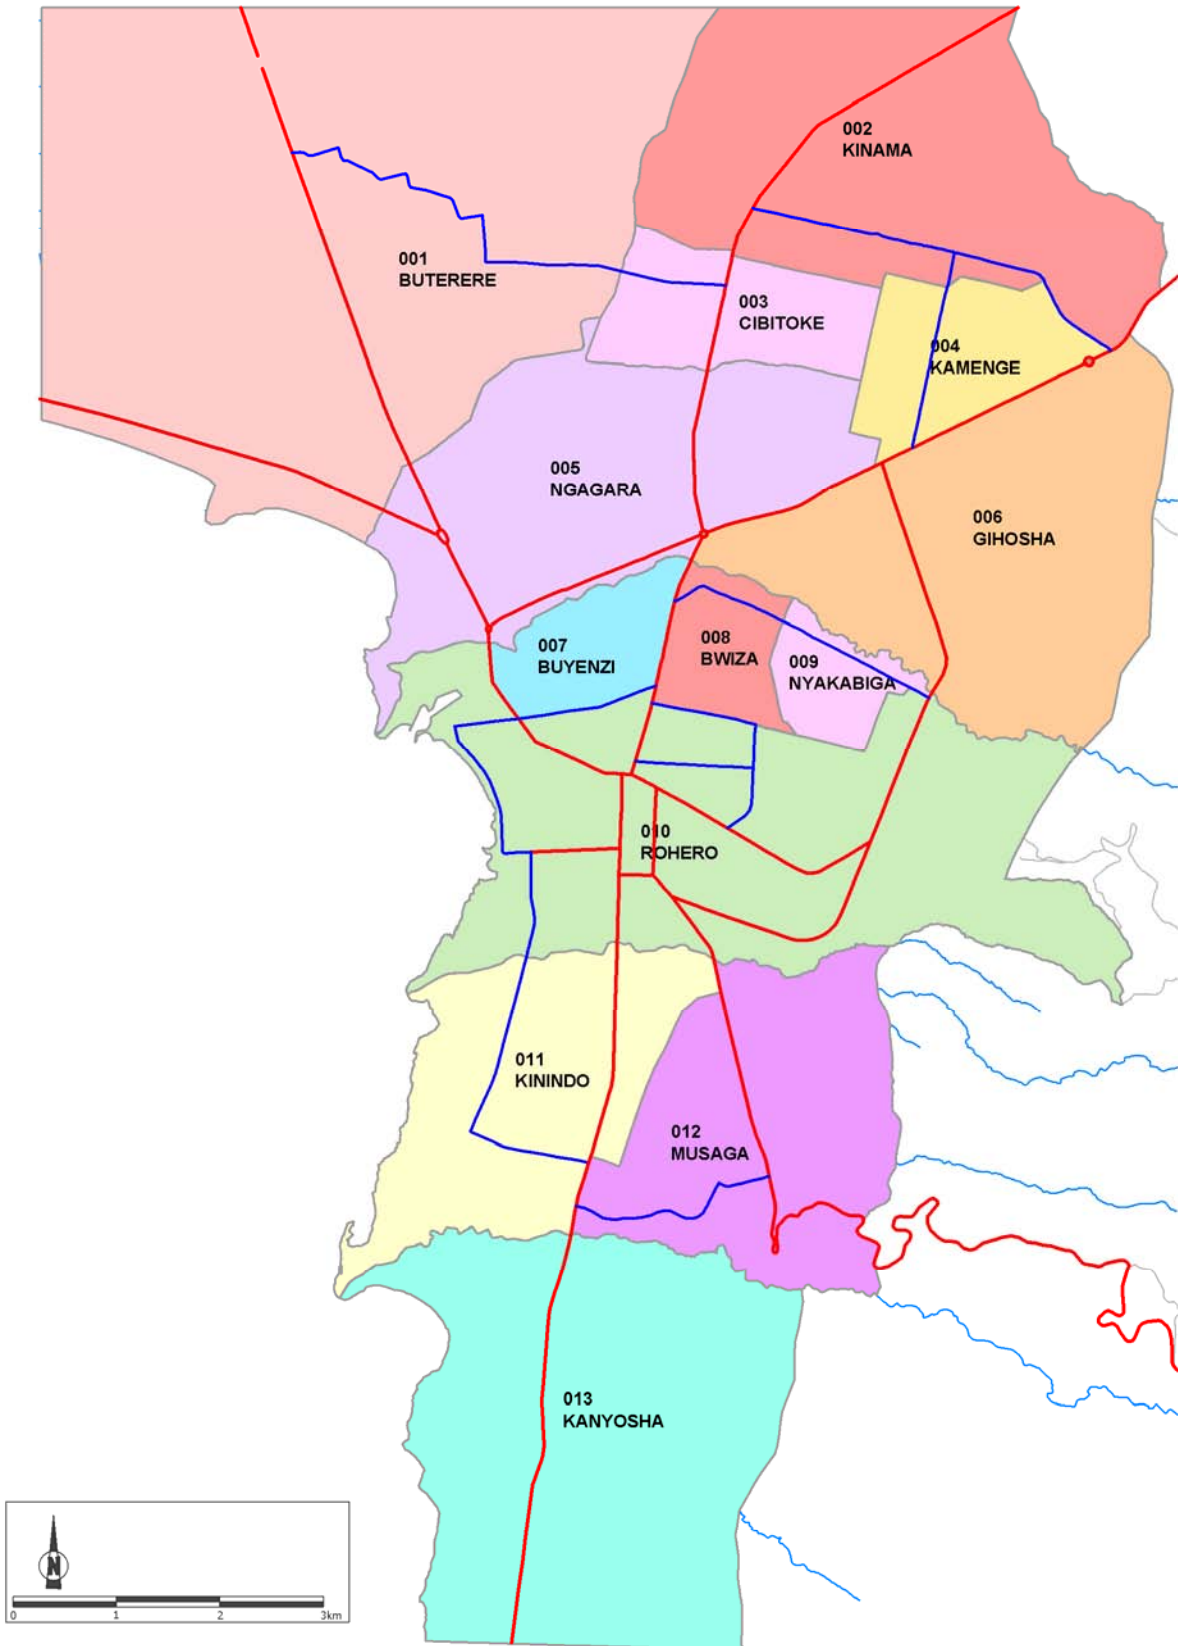 002
KINAMA
001
BUTERERE
003
CIBITOKE
004
KAMENGE
005
NGAGARA
006
GIHOSHA
007
BUYENZI
008
BWIZA
009
NYAKABIGA
010
ROHERO
011
KININDO
012
MUSAGA
013
KANYOSHA
N
0 1 2 3km